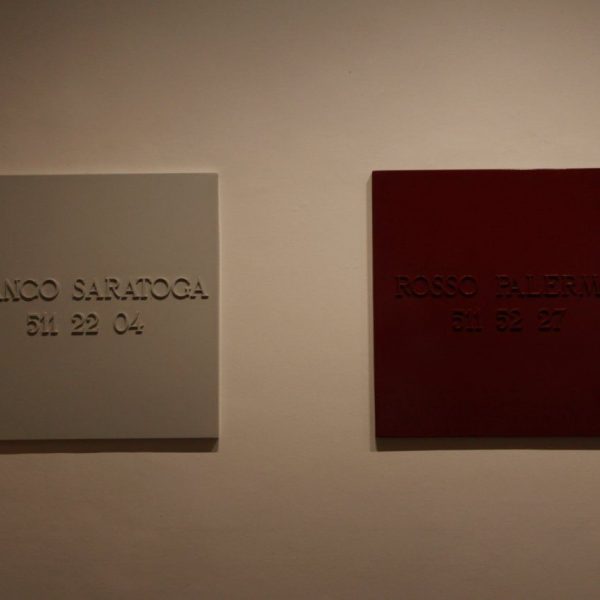 ANCO SARATOGA
511 22 04
ROSSO PALERM
511 52 27